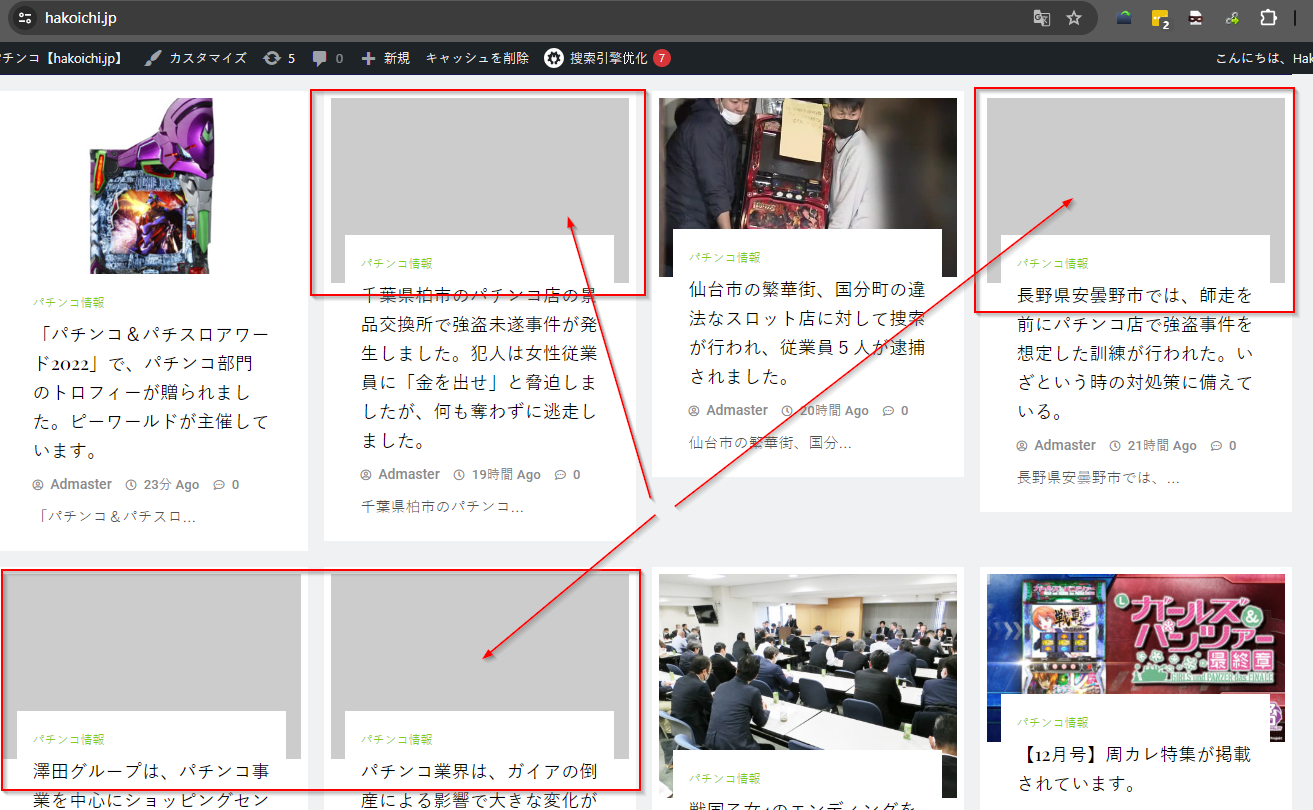 hakoichi.jp
2
チンコ【hakoichi.jp】 カスタマイズ 5 0 新規 キャッシュを削除 搜索引擎优化 7 こんにちは、Hak
パチンコ情報
「パチンコ＆パチスロアワー
ド2022」で、パチンコ部門
のトロフィーが贈られまし
た。ピーワールドが主催して
います。
Admaster 23分 Ago 0
「パチンコ＆パチスロ...
パチンコ情報
千葉県柏市のパチンコ店の景
品交換所で強盗未遂事件が発
生しました。犯人は女性従業
員に「金を出せ」と脅迫しま
したが、何も奪わずに逃走し
ました。
Admaster 19時間 Ago 0
千葉県柏市のパチンコ...
パチンコ情報
仙台市の繁華街、国分町の違
法なスロット店に対して捜索
が行われ、従業員５人が逮捕
されました。
Admaster 20時間 Ago 0
仙台市の繁華街、国分...
パチンコ情報
長野県安曇野市では、師走を
前にパチンコ店で強盗事件を
想定した訓練が行われた。い
ざという時の対処策に備えて
いる。
Admaster 21時間 Ago 0
長野県安曇野市では、...
パチンコ情報
澤田グループは、パチンコ事
業を中心にショッピングセン
パチンコ情報
パチンコ業界は、ガイアの倒
産による影響で大きな変化が
パチンコ情報
戦国乙女4のエンディングを
L ガールズ&
パンツァー
最終章
GIRLS und PANZER das FINALE
パチンコ情報
【12月号】周カレ特集が掲載
されています。